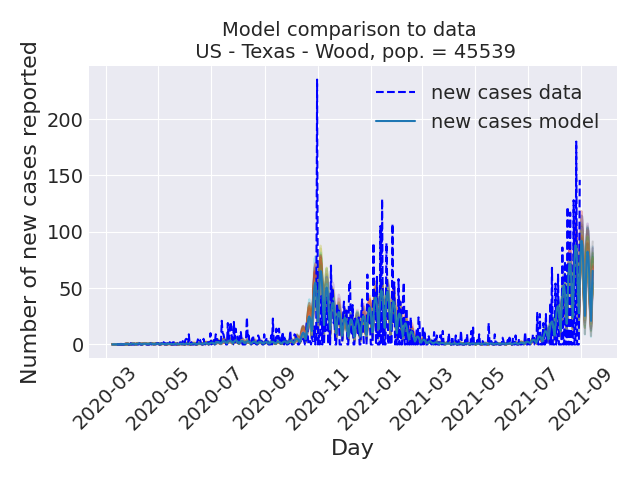 Model comparison to data
US - Texas - Wood, pop. = 45539
Number of new cases reported
200
150
100
50
0
new cases data
new cases model
2020-03
2020-05
2020-07
2020-09
2020-11
2021-01
2021-03
2021-05
2021-07
2021-09
Day